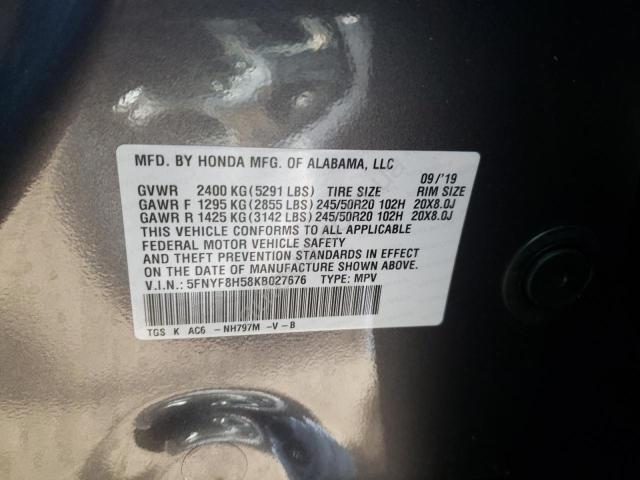 MFD. BY HONDA MFG. OF ALABAMA, LLC 09/'19
GVWR 2400 KG (5291 LBS) TIRE SIZE RIM SIZE
GAWR F 1295 KG (2855 LBS) 245/50R20 102H 20X8.0J
GAWR R 1425 KG (3142 LBS) 245/50R20 102H 20X8.0J
THIS VEHICLE CONFORMS TO ALL APPLICABLE
FEDERAL MOTOR VEHICLE SAFETY
AND THEFT PREVENTION STANDARDS IN EFFECT
ON THE DATE OF MANUFACTURE SHOWN ABOVE.
V.I.N.: 5FNYF8H58KB027676 TYPE: MPV
TGS K AC6 -NH797M -V -B